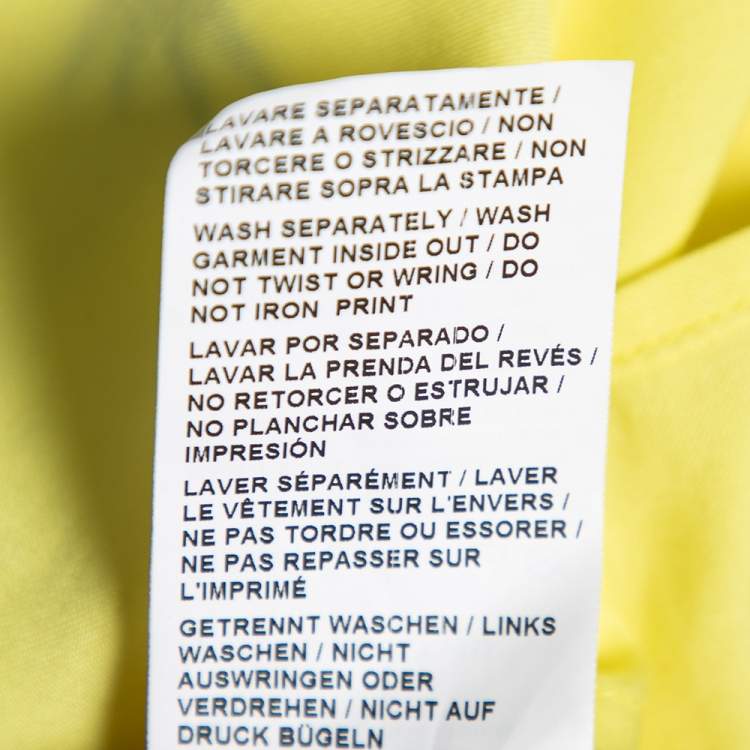 LAVARE SEPARATAMENTE /
LAVARE A ROVESCIO / NON
TORCERE O STRIZZARE / NON
STIRARE SOPRA LA STAMPA
WASH SEPARATELY / WASH
GARMENT INSIDE OUT / DO
NOT TWIST OR WRING / DO
NOT IRON PRINT
LAVAR POR SEPARADO /
LAVAR LA PRENDA DEL REVÉS /
NO RETORCER O ESTRUJAR /
NO PLANCHAR SOBRE
IMPRESIÓN
LAVER SÉPARÉMENT / LAVER
LE VÊTEMENT SUR L'ENVERS /
NE PAS TORDRE OU ESSORER /
NE PAS REPASSER SUR
L'IMPRIMÉ
GETRENNT WASCHEN / LINKS
WASCHEN / NICHT
AUSWRINGEN ODER
VERDREHEN / NICHT AUF
DRUCK BÜGELN